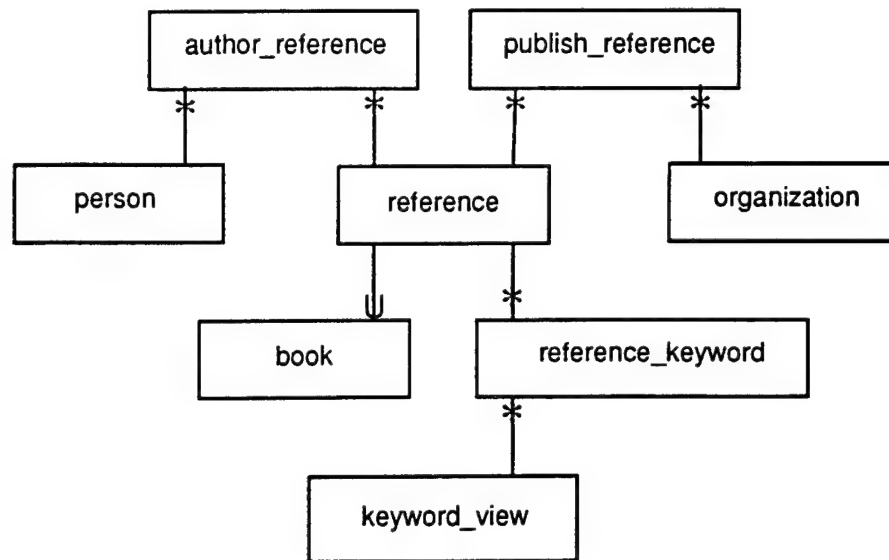 author_reference
publish_reference
person
reference
organization
book
reference_keyword
keyword_view